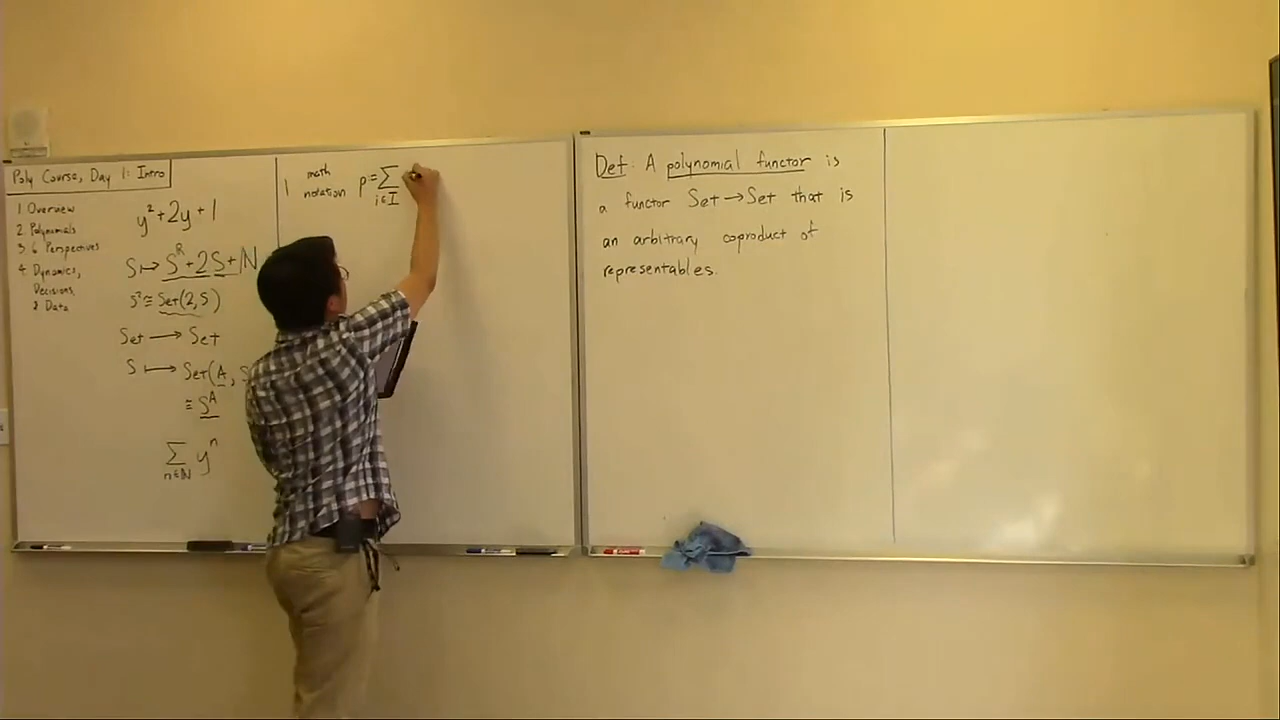 Poly Course, Day 1: Intro
1 Overview
2 Polynomials
3 6 Perspectives
4 Dynamics,
Decisions,
& Data
y² + 2y + 1
S ↦ S^R + 2S + ℕ
S² ≅ Set(2, S)
Set → Set
S ↦ Set(A, S
≅ S^A
∑ y^n
n∈ℕ
1 math
notation p = ∑
i∈I
Def: A polynomial functor is
a functor Set → Set that is
an arbitrary coproduct of
representables.